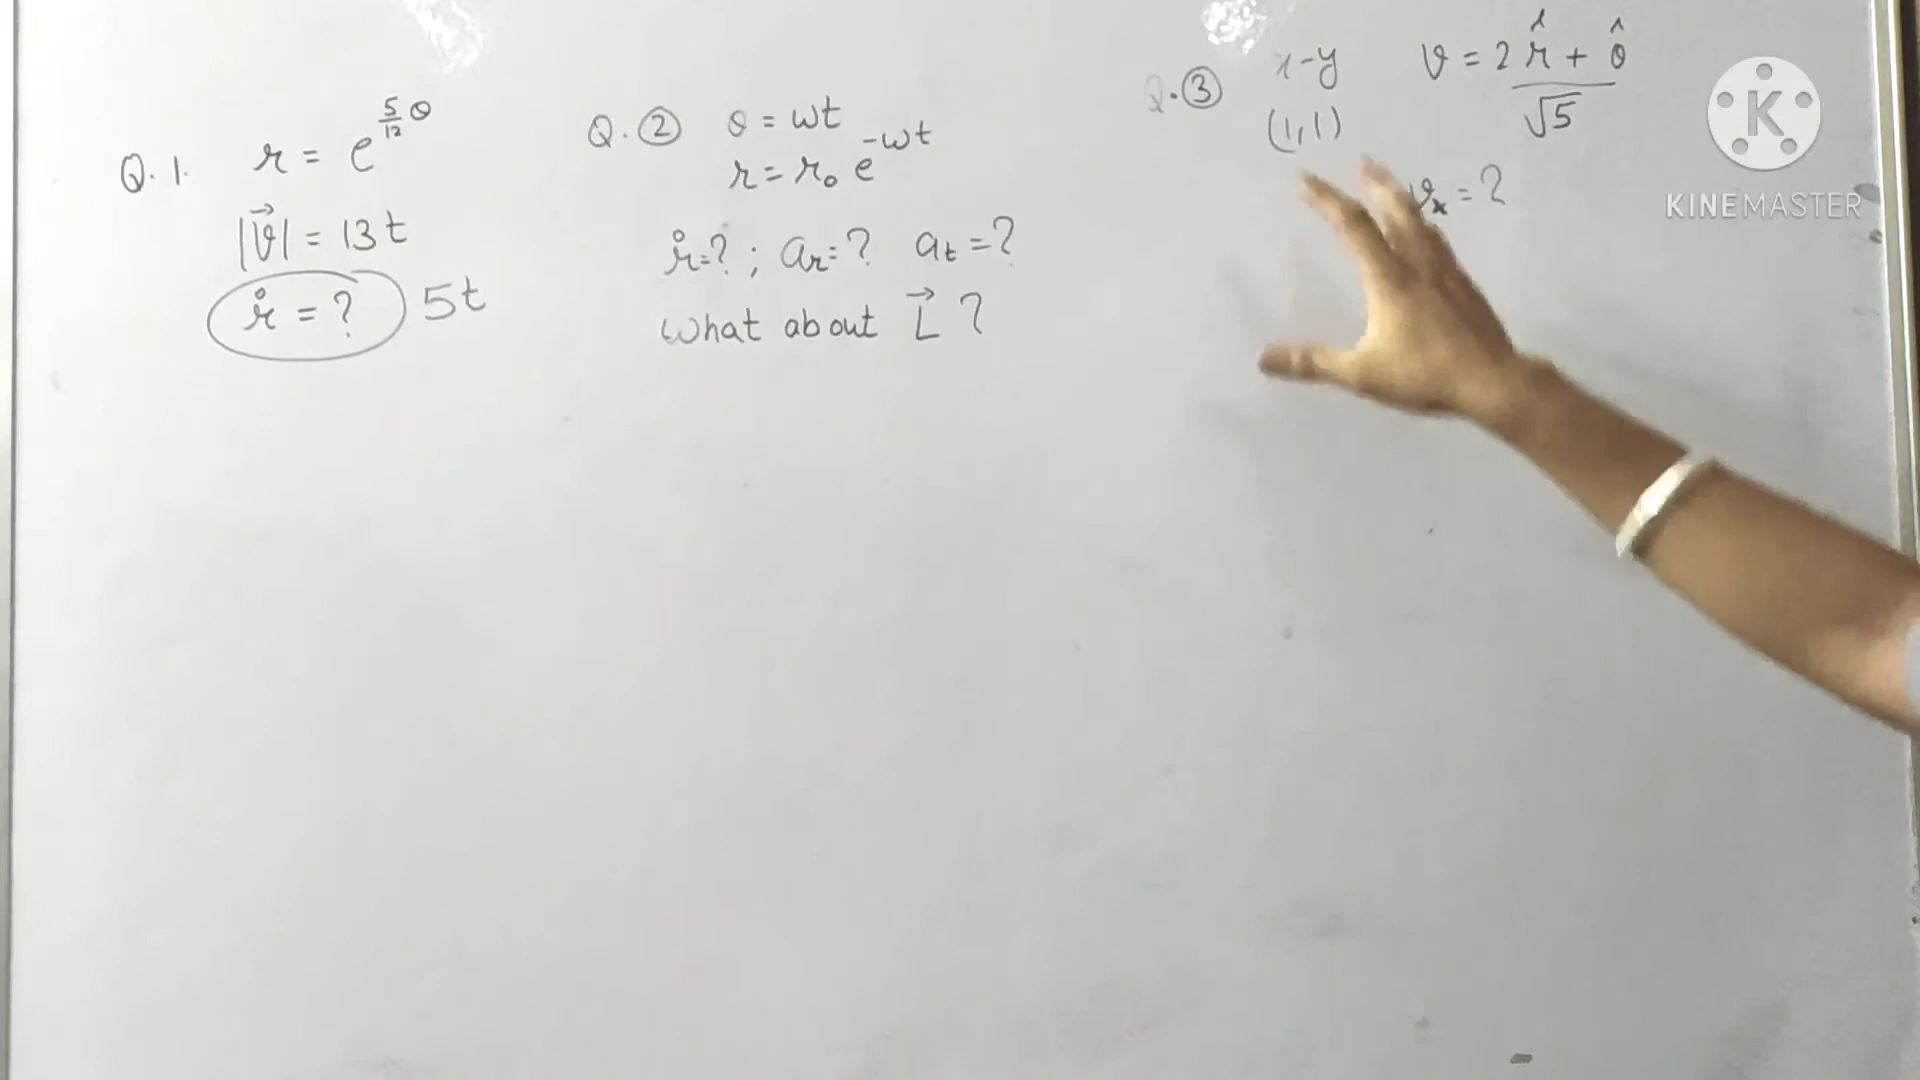 Q. 1. r = e^{5/12 θ}
|v⃗| = 13t
ṙ = ? 5t
Q. ② θ = ωt
r = r₀ e^{-ωt}
ṙ=? ; aᵣ=? aₜ=?
What about L⃗ ?
Q.③ x-y v = 2 r̂ + θ̂
(1,1) √5
vₓ = ?
K
KINEMASTER